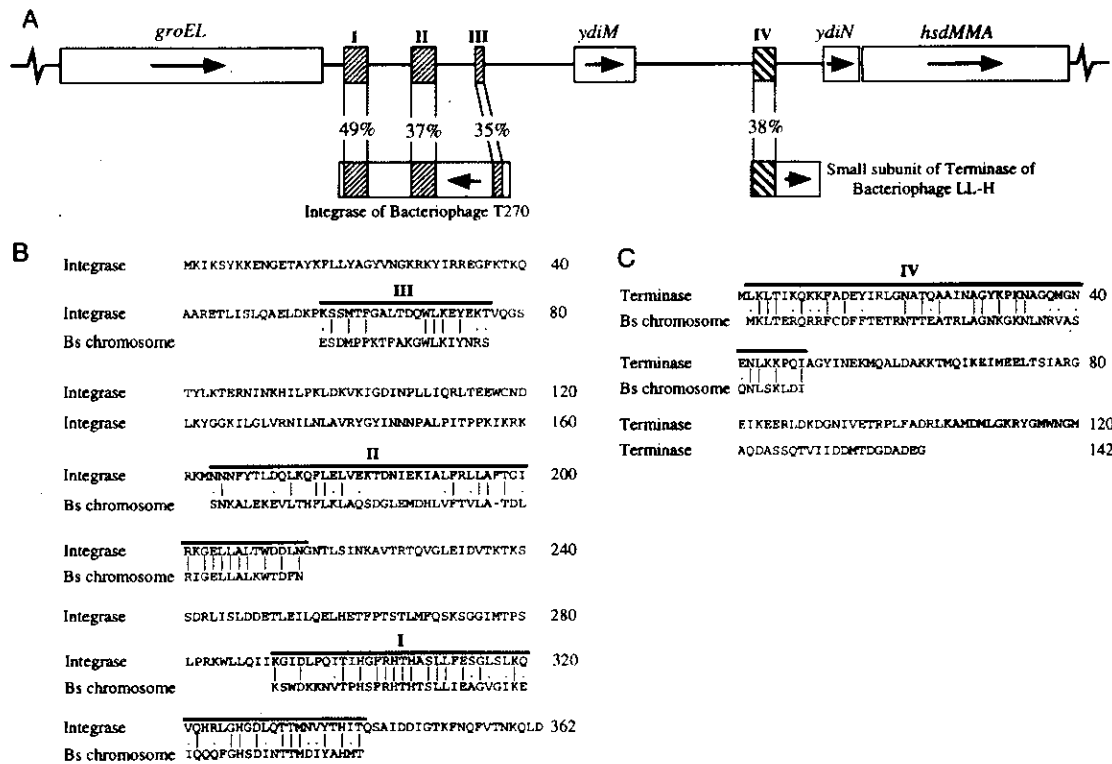 A
groEL
I
II
III
ydiM
IV
ydiN
hsdMMA
49%
37%
35%
38%
Integrase of Bacteriophage T270
Small subunit of Terminase of
Bacteriophage LL-H
B
Integrase MKIKSYKKENGETAYKFLLYAGYVNGKRKYIRREGFKTKQ 40
III
Integrase AARETLISLQAELDKPKSSMTFGALTDQWLKEYEKTVQGS 80
Bs chromosome ESDMPFKTFAKGWLKIYNRS
Integrase TYLKTERNINKHILPKLDKVKIGDINPLLIQRLTEEWCND 120
Integrase LKYGGKILGLVRNILNLAVRYGYINNNPALPITPPKIKRK 160
II
Integrase RKMNNNFYTLDQLKQFLELVEKTDNIEKIALFRLLAFTGI 200
Bs chromosome SNKALEKEVLTHFLKLAQSDGLEMDHLVFTVLA-TDL
Integrase RKGELLALTWDDLNGNTLSINKAVTRTQVGLEIDVTKTKS 240
Bs chromosome RIGELLALKWTDFN
Integrase SDRLISLDDETLEILQELHETFPTSTLMFQSKSGGIMTPS 280
I
Integrase LPRKWLLQIIKGIDLPQITIHGFRHTHASLLFESGLSLKQ 320
Bs chromosome KSWDKKNVTPHSPRHTHTSLLIEAGVGIKE
Integrase VQHRLGHGDLQTTMNVYTHITQSAIDDIGTKFNQFVTNKQLD 362
Bs chromosome IQQQFGHSDINTTMDIYAHMT
C
IV
Terminase MLKLTIKQKKFADEYIRLGNATQAAINAGYKPKNAGQMGN 40
Bs chromosome MKLTERQRRFCDFFTETRNTTEATRLAGNKGKNLNRVAS
Terminase ENLKKPQIAGYINEKMQALDAKKTMQIKEIMEELTSIARG 80
Bs chromosome QNLSKLDI
Terminase EIKEERLDKDGNIVETRPLFADRLKAMDMLGKRYGMWNGM 120
Terminase AQDASSQTVIIDDMTDGDADEG 142